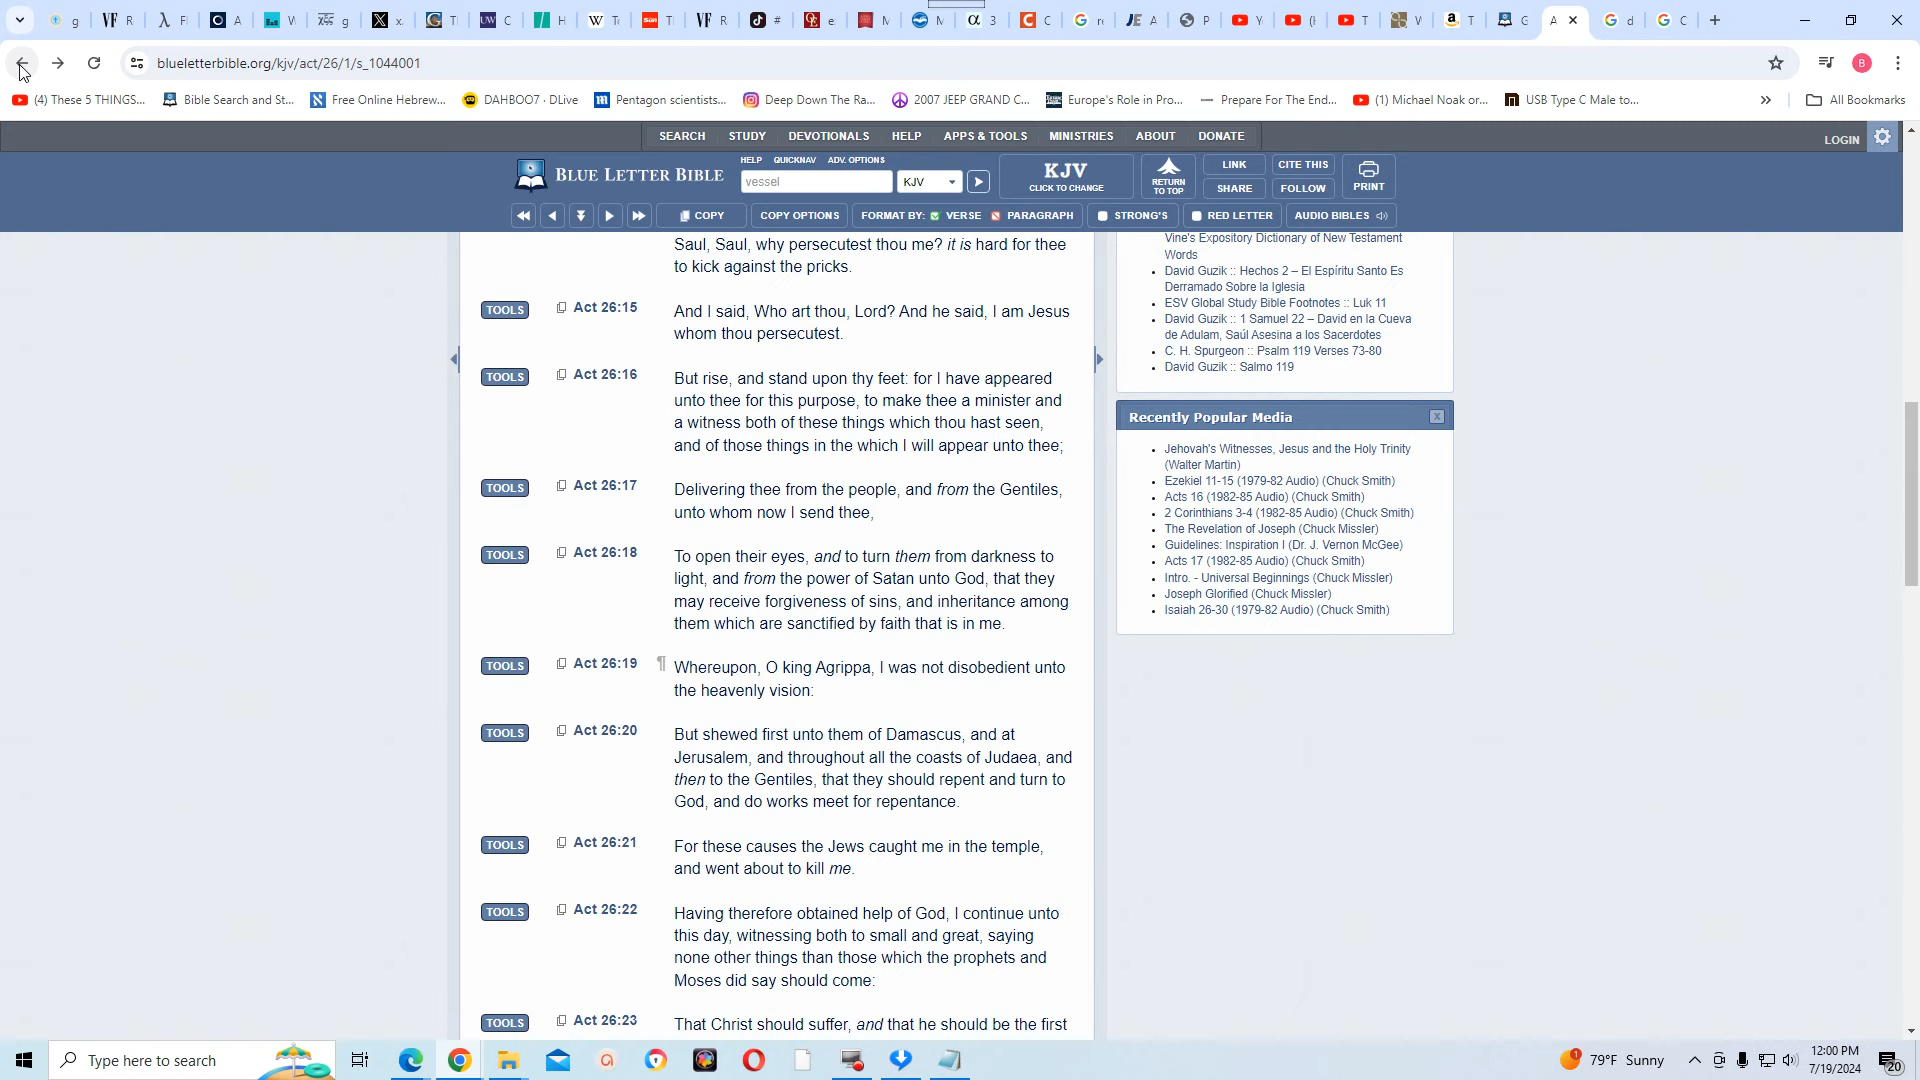 g
VF R
λ F
A
W
g
x
T
UW C
H
W T
T
VF R
#
e
M
M
α 3
C C
G r
JE A
P
Y
(
T
V
a T
G
A
G d
G C
blueletterbible.org/kjv/act/26/1/s_1044001
B
(4) These 5 THINGS...
Bible Search and St...
Free Online Hebrew...
DAHBOO7 · DLive
Pentagon scientists...
Deep Down The Ra...
2007 JEEP GRAND C...
Europe's Role in Pro...
Prepare For The End...
(1) Michael Noak or...
USB Type C Male to...
»
All Bookmarks
SEARCH STUDY DEVOTIONALS HELP APPS & TOOLS MINISTRIES ABOUT DONATE
LOGIN
BLUE LETTER BIBLE
HELP QUICKNAV ADV. OPTIONS
vessel
KJV
KJV
CLICK TO CHANGE
RETURN
TO TOP
LINK
CITE THIS
SHARE
FOLLOW
PRINT
COPY
COPY OPTIONS
FORMAT BY: VERSE PARAGRAPH
STRONG'S
RED LETTER
AUDIO BIBLES
Saul, Saul, why persecutest thou me? it is hard for thee
to kick against the pricks.
TOOLS Act 26:15 And I said, Who art thou, Lord? And he said, I am Jesus
whom thou persecutest.
TOOLS Act 26:16 But rise, and stand upon thy feet: for I have appeared
unto thee for this purpose, to make thee a minister and
a witness both of these things which thou hast seen,
and of those things in the which I will appear unto thee;
TOOLS Act 26:17 Delivering thee from the people, and from the Gentiles,
unto whom now I send thee,
TOOLS Act 26:18 To open their eyes, and to turn them from darkness to
light, and from the power of Satan unto God, that they
may receive forgiveness of sins, and inheritance among
them which are sanctified by faith that is in me.
TOOLS Act 26:19 ¶ Whereupon, O king Agrippa, I was not disobedient unto
the heavenly vision:
TOOLS Act 26:20 But shewed first unto them of Damascus, and at
Jerusalem, and throughout all the coasts of Judaea, and
then to the Gentiles, that they should repent and turn to
God, and do works meet for repentance.
TOOLS Act 26:21 For these causes the Jews caught me in the temple,
and went about to kill me.
TOOLS Act 26:22 Having therefore obtained help of God, I continue unto
this day, witnessing both to small and great, saying
none other things than those which the prophets and
Moses did say should come:
TOOLS Act 26:23 That Christ should suffer, and that he should be the first
Vine's Expository Dictionary of New Testament
Words
David Guzik :: Hechos 2 – El Espíritu Santo Es
Derramado Sobre la Iglesia
ESV Global Study Bible Footnotes :: Luk 11
David Guzik :: 1 Samuel 22 – David en la Cueva
de Adulam, Saúl Asesina a los Sacerdotes
C. H. Spurgeon :: Psalm 119 Verses 73-80
David Guzik :: Salmo 119
Recently Popular Media
x
Jehovah's Witnesses, Jesus and the Holy Trinity
(Walter Martin)
Ezekiel 11-15 (1979-82 Audio) (Chuck Smith)
Acts 16 (1982-85 Audio) (Chuck Smith)
2 Corinthians 3-4 (1982-85 Audio) (Chuck Smith)
The Revelation of Joseph (Chuck Missler)
Guidelines: Inspiration I (Dr. J. Vernon McGee)
Acts 17 (1982-85 Audio) (Chuck Smith)
Intro. - Universal Beginnings (Chuck Missler)
Joseph Glorified (Chuck Missler)
Isaiah 26-30 (1979-82 Audio) (Chuck Smith)
Type here to search
1
79°F Sunny
12:00 PM
7/19/2024
20